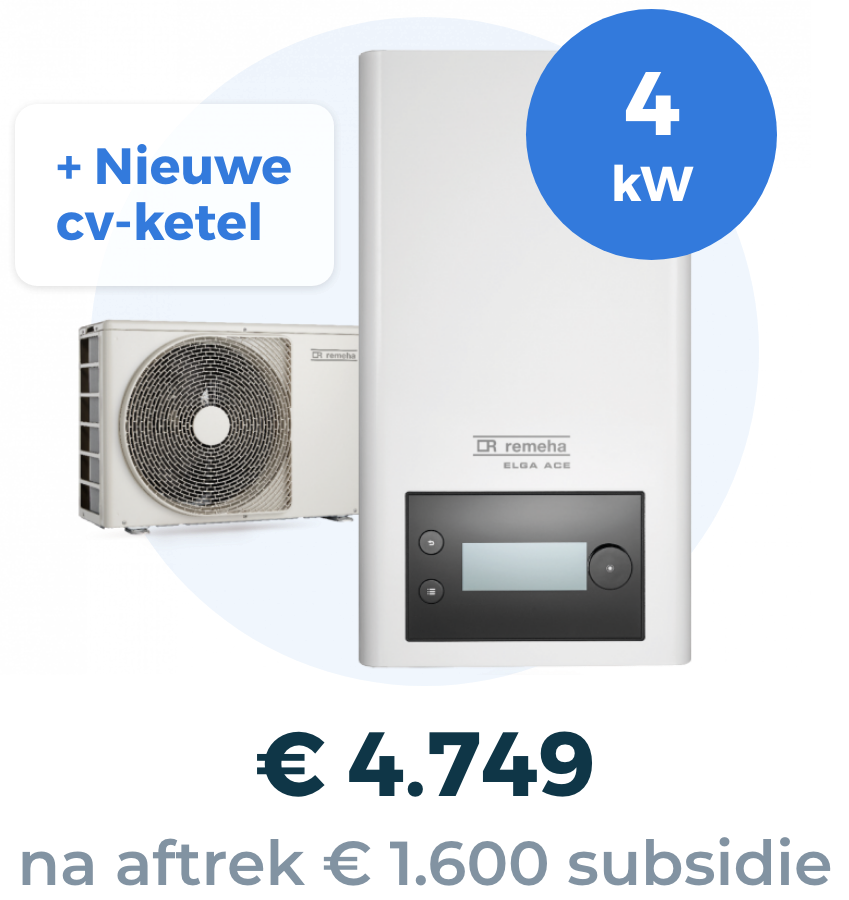 + Nieuwe
cv-ketel
4
kW
remeha
remeha
ELGA ACE
€ 4.749
na aftrek € 1.600 subsidie